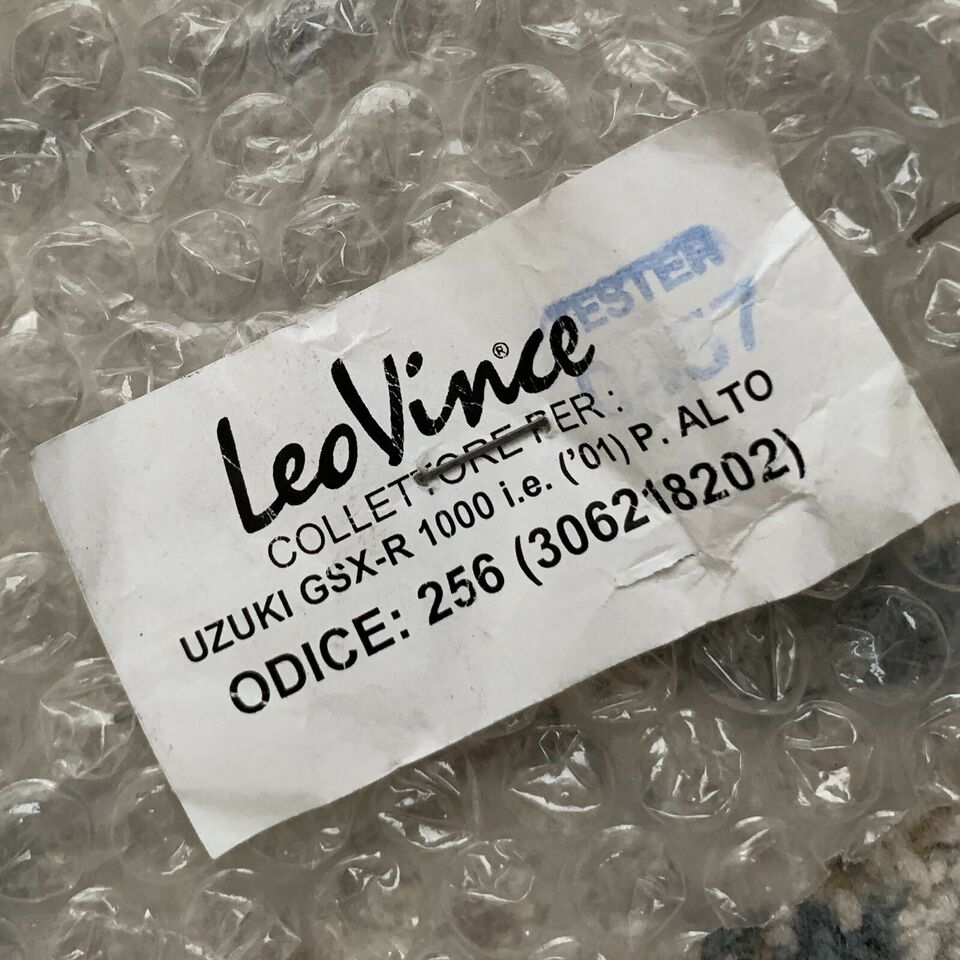 LeoVince®
COLLETTORE PER :
UZUKI GSX-R 1000 i.e. ('01) P. ALTO
ODICE: 256 (306218202)
TESTER